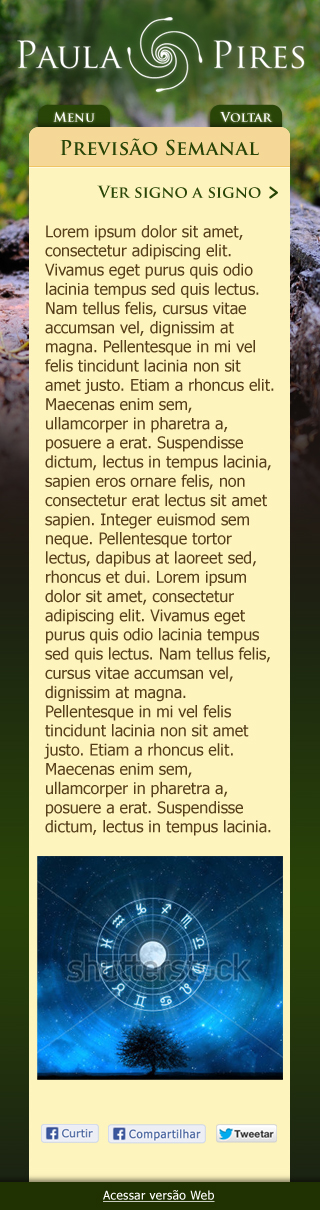 PAULA PIRES
MENU
VOLTAR
PREVISÃO SEMANAL
VER SIGNO A SIGNO >
Lorem ipsum dolor sit amet,
consectetur adipiscing elit.
Vivamus eget purus quis odio
lacinia tempus sed quis lectus.
Nam tellus felis, cursus vitae
accumsan vel, dignissim at
magna. Pellentesque in mi vel
felis tincidunt lacinia non sit
amet justo. Etiam a rhoncus elit.
Maecenas enim sem,
ullamcorper in pharetra a,
posuere a erat. Suspendisse
dictum, lectus in tempus lacinia,
sapien eros ornare felis, non
consectetur erat lectus sit amet
sapien. Integer euismod sem
neque. Pellentesque tortor
lectus, dapibus at laoreet sed,
rhoncus et dui. Lorem ipsum
dolor sit amet, consectetur
adipiscing elit. Vivamus eget
purus quis odio lacinia tempus
sed quis lectus. Nam tellus felis,
cursus vitae accumsan vel,
dignissim at magna.
Pellentesque in mi vel felis
tincidunt lacinia non sit amet
justo. Etiam a rhoncus elit.
Maecenas enim sem,
ullamcorper in pharetra a,
posuere a erat. Suspendisse
dictum, lectus in tempus lacinia.
shutterstock
Curtir
Compartilhar
Tweetar
Acessar versão Web